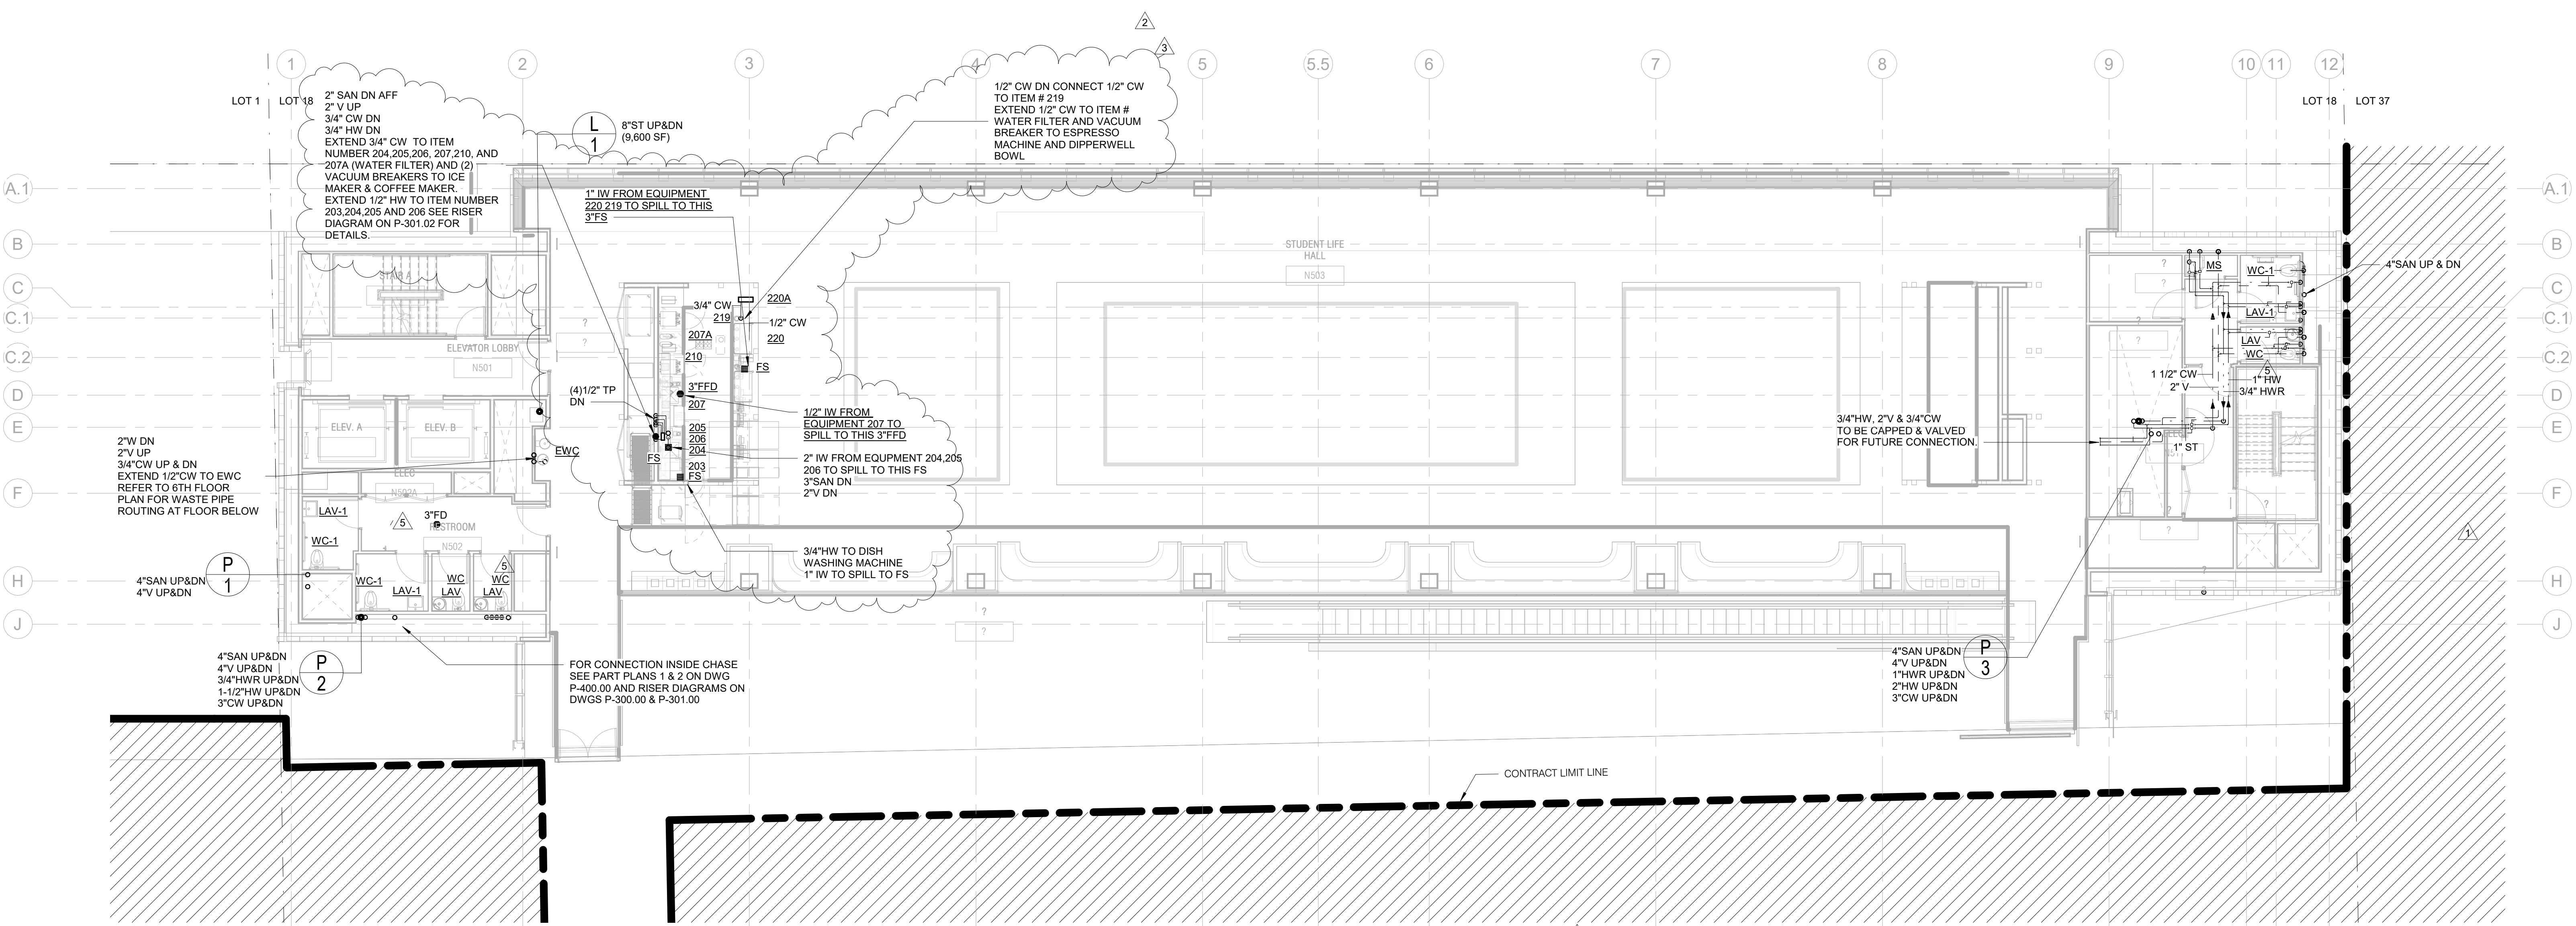 2
3
1
2
3
4
5
5.5
6
7
8
9
10
11
12
LOT 1
LOT 18
LOT 18
LOT 37
2" SAN DN AFF
2" V UP
3/4" CW DN
3/4" HW DN
EXTEND 3/4" CW TO ITEM
NUMBER 204,205,206, 207,210, AND
207A (WATER FILTER) AND (2)
VACUUM BREAKERS TO ICE
MAKER & COFFEE MAKER.
EXTEND 1/2" HW TO ITEM NUMBER
203,204,205 AND 206 SEE RISER
DIAGRAM ON P-301.02 FOR
DETAILS.
L
1
8"ST UP&DN
(9,600 SF)
1/2" CW DN CONNECT 1/2" CW
TO ITEM # 219
EXTEND 1/2" CW TO ITEM #
WATER FILTER AND VACUUM
BREAKER TO ESPRESSO
MACHINE AND DIPPERWELL
BOWL
1" IW FROM EQUIPMENT
220 219 TO SPILL TO THIS
3"FS
A.1
B
C
C.1
C.2
D
E
F
H
J
A.1
B
C
C.1
C.2
D
E
F
H
J
STAIR A
ELEVATOR LOBBY
N501
?
?
ELEV. A
ELEV. B
ELEC
N502A
RESTROOM
N502
STUDENT LIFE
HALL
N503
3/4" CW
219
220A
1/2" CW
220
207A
210
FS
3"FFD
207
(4)1/2" TP
DN
205
206
204
FS
203
FS
EWC
1/2" IW FROM
EQUIPMENT 207 TO
SPILL TO THIS 3"FFD
2" IW FROM EQUPMENT 204,205
206 TO SPILL TO THIS FS
3"SAN DN
2"V DN
3/4"HW TO DISH
WASHING MACHINE
1" IW TO SPILL TO FS
2"W DN
2"V UP
3/4"CW UP & DN
EXTEND 1/2"CW TO EWC
REFER TO 6TH FLOOR
PLAN FOR WASTE PIPE
ROUTING AT FLOOR BELOW
LAV-1
5
3"FD
WC-1
5
WC-1
LAV-1
WC
LAV
WC
LAV
P
1
4"SAN UP&DN
4"V UP&DN
4"SAN UP&DN
4"V UP&DN
3/4"HWR UP&DN
1-1/2"HW UP&DN
3"CW UP&DN
P
2
FOR CONNECTION INSIDE CHASE
SEE PART PLANS 1 & 2 ON DWG
P-400.00 AND RISER DIAGRAMS ON
DWGS P-300.00 & P-301.00
?
MS
WC-1
4"SAN UP & DN
LAV-1
LAV
WC
5
?
?
?
1 1/2" CW
2" V
1" HW
3/4" HWR
1" ST
3/4"HW, 2"V & 3/4"CW
TO BE CAPPED & VALVED
FOR FUTURE CONNECTION.
?
?
?
1
4"SAN UP&DN
4"V UP&DN
1"HWR UP&DN
2"HW UP&DN
3"CW UP&DN
P
3
CONTRACT LIMIT LINE